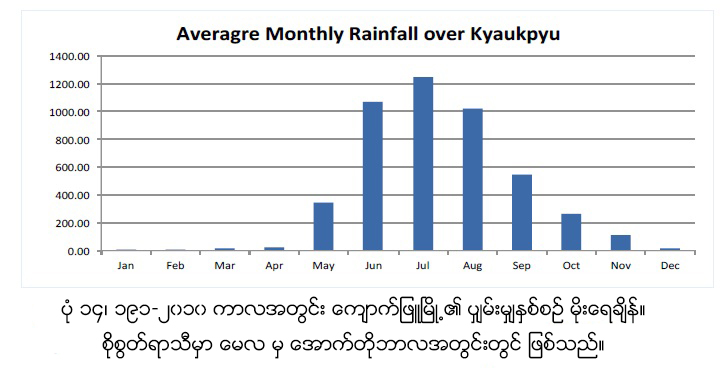 Averagre Monthly Rainfall over Kyaukpyu
1400.00
1200.00
1000.00
800.00
600.00
400.00
200.00
0.00
Jan Feb Mar Apr May Jun Jul Aug Sep Oct Nov Dec
ပုံ ၁၄၊ ၁၉၁-၂၀၁၀ ကာလအတွင်း ကျောက်ဖြူမြို့၏ ပျှမ်းမျှနှစ်စဉ် မိုးရေချိန်။
စိုစွတ်ရာသီမှာ မေလ မှ အောက်တိုဘာလအတွင်းတွင် ဖြစ်သည်။